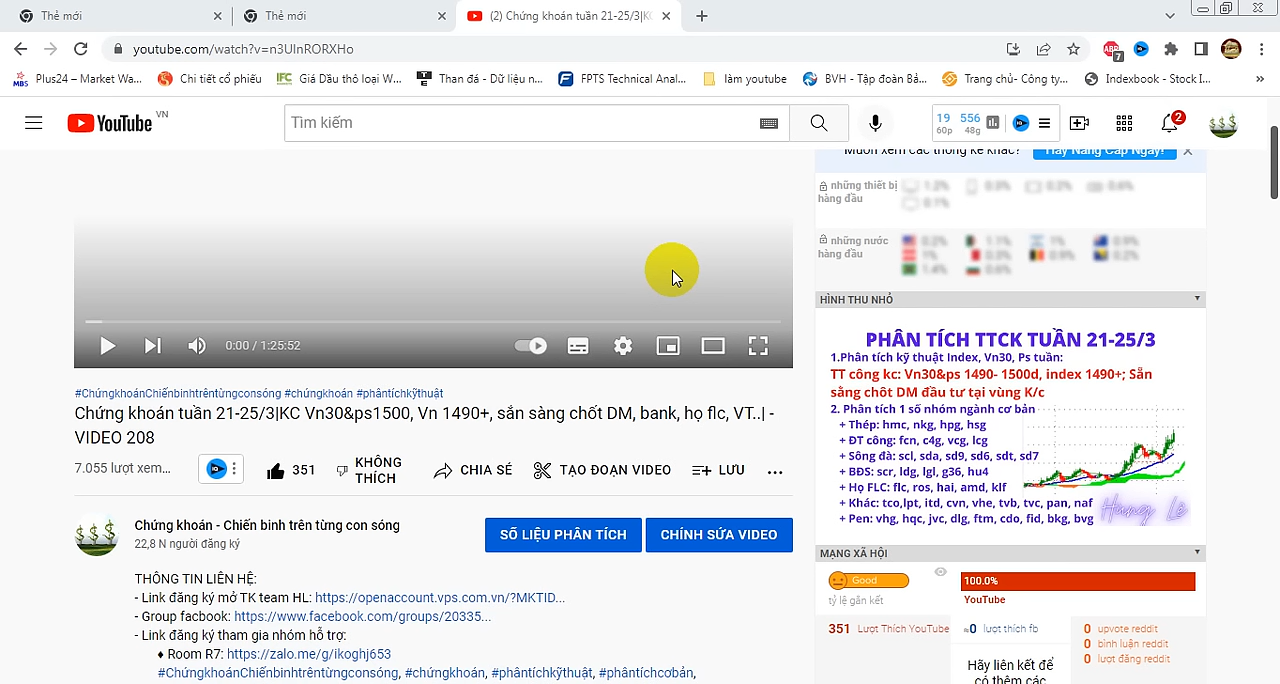 Thẻ mới
Thẻ mới
(2) Chứng khoán tuần 21-25/3|KC
youtube.com/watch?v=n3UlnRORXHo
7
MBS
Plus24 – Market Wa...
Chi tiết cổ phiếu
IFC
Giá Dầu thô loại W...
Than đá - Dữ liệu n...
FPTS Technical Anal...
làm youtube
BVH - Tập đoàn Bả...
Trang chủ- Công ty...
Indexbook - Stock I...
»
YouTube VN
Tìm kiếm
19 556
60p 48g
2
Muốn xem các thông kê khác?
Hãy Nâng Cấp Ngay!
những thiết bị
hàng đầu
1.2%
0.1%
những nước
hàng đầu
HÌNH THU NHỎ
PHÂN TÍCH TTCK TUẦN 21-25/3
1.Phân tích kỹ thuật Index, Vn30, Ps tuần:
TT công kc: Vn30&ps 1490- 1500d, index 1490+; Sẵn
sàng chôt DM đầu tư tại vùng K/c
2. Phân tích 1 số nhóm ngành cơ bản
+ Thép: hmc, nkg, hpg, hsg
+ ĐT công: fcn, c4g, vcg, lcg
+ Sông đà: scl, sda, sd9, sd6, sdt, sd7
+ BĐS: scr, ldg, lgl, g36, hu4
+ Họ FLC: flc, ros, hai, amd, klf
+ Khác: tco,lpt, itd, cvn, vhe, tvb, tvc, pan, naf
+ Pen: vhg, hqc, jvc, dlg, ftm, cdo, fid, bkg, bvg
Hưng Lê
0:00 / 1:25:52
#ChứngkhoánChiếnbinhtrêntừngconsóng #chứngkhoán #phântíchkỹthuật
Chứng khoán tuần 21-25/3|KC Vn30&ps1500, Vn 1490+, sẵn sàng chốt DM, bank, họ flc, VT..| -
VIDEO 208
7.055 lượt xem...
351
KHÔNG
THÍCH
CHIA SẺ
TẠO ĐOẠN VIDEO
LƯU
...
Chứng khoán - Chiến binh trên từng con sóng
22,8 N người đăng ký
SỐ LIỆU PHÂN TÍCH
CHỈNH SỬA VIDEO
THÔNG TIN LIÊN HỆ:
- Link đăng ký mở TK team HL: https://openaccount.vps.com.vn/?MKTID...
- Group facbook: https://www.facebook.com/groups/20335...
- Link đăng ký tham gia nhóm hỗ trợ:
♦ Room R7: https://zalo.me/g/ikoghj653
#ChứngkhoánChiếnbinhtrêntừngconsóng, #chứngkhoán, #phântíchkỹthuật, #phântíchcơbản,
MẠNG XÃ HỘI
Good
tỷ lệ gắn kết
100.0%
YouTube
351 Lượt Thích YouTube
≈0 lượt thích fb
0 upvote reddit
0 bình luận reddit
0 lượt đăng reddit
Hãy liên kết để
có thêm các